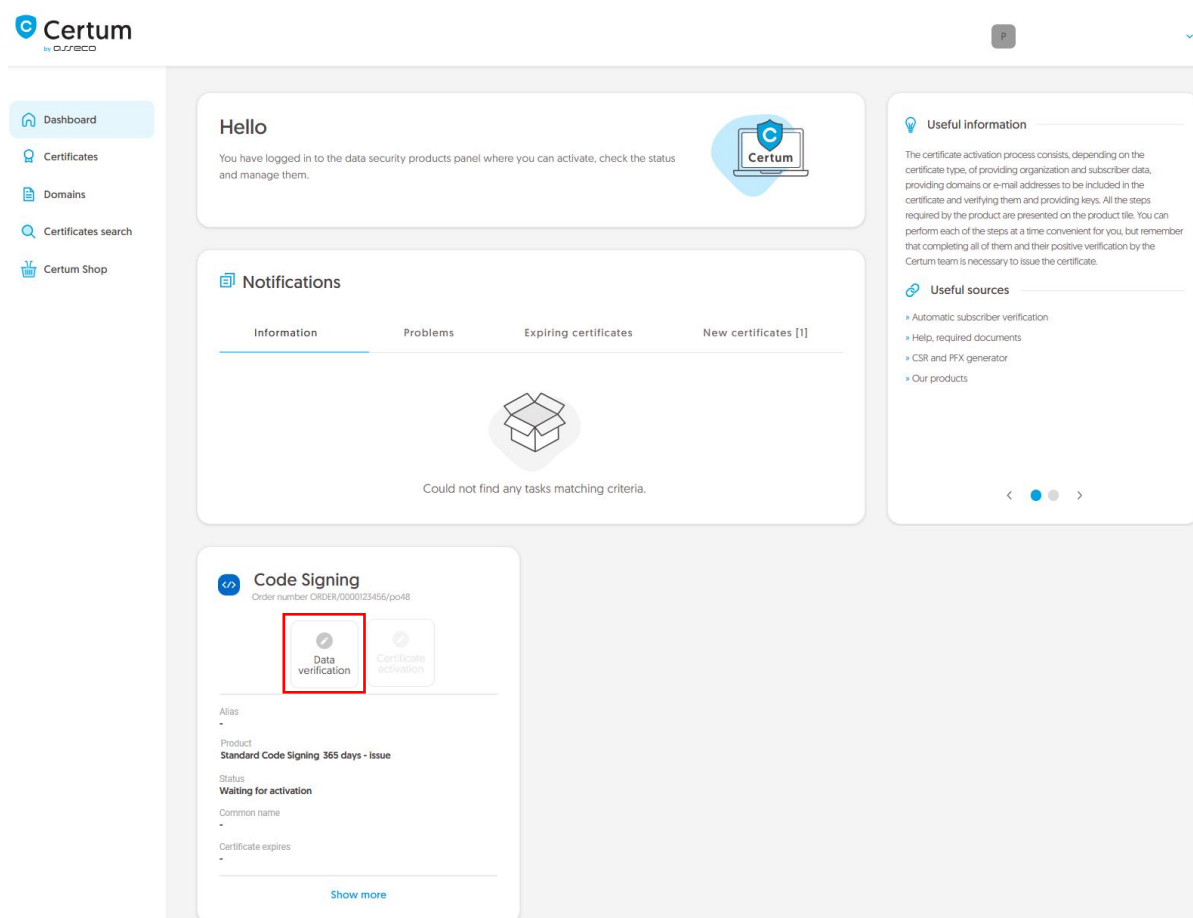 Certum
by asseco
P
Dashboard
Certificates
Domains
Certificates search
Certum Shop
Hello
You have logged in to the data security products panel where you can activate, check the status
and manage them.
Certum
Useful information
The certificate activation process consists, depending on the
certificate type, of providing organization and subscriber data,
providing domains or e-mail addresses to be included in the
certificate and verifying them and providing keys. All the steps
required by the product are presented on the product tile. You can
perform each of the steps at a time convenient for you, but remember
that completing all of them and their positive verification by the
Certum team is necessary to issue the certificate.
Useful sources
» Automatic subscriber verification
» Help, required documents
» CSR and PFX generator
» Our products
Notifications
Information
Problems
Expiring certificates
New certificates [1]
Could not find any tasks matching criteria.
Code Signing
Order number ORDER/0000123456/po48
Data
verification
Certificate
activation
Alias
-
Product
Standard Code Signing 365 days - issue
Status
Waiting for activation
Common name
-
Certificate expires
-
Show more